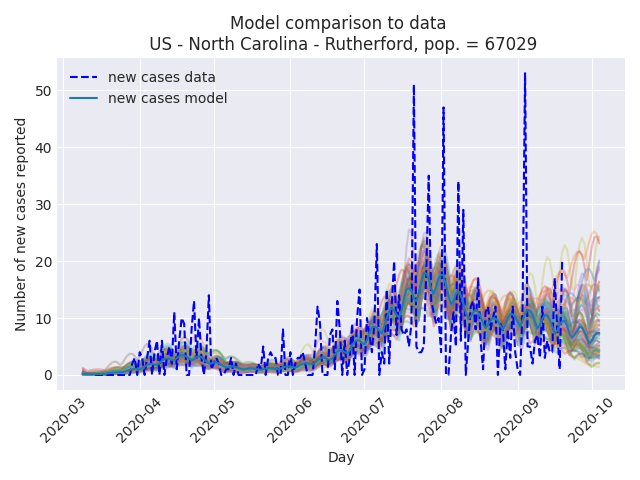 Model comparison to data
US - North Carolina - Rutherford, pop. = 67029
new cases data
new cases model
Number of new cases reported
50
40
30
20
10
0
2020-03
2020-04
2020-05
2020-06
2020-07
2020-08
2020-09
2020-10
Day